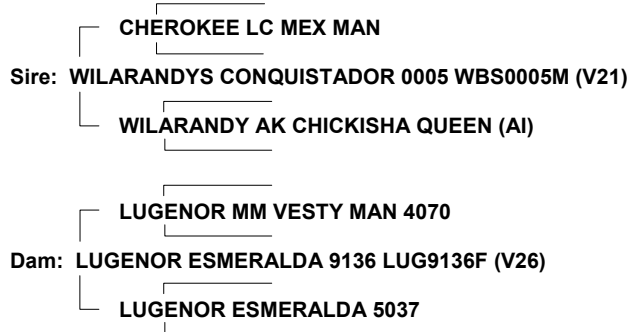 CHEROKEE LC MEX MAN
Sire: WILARANDYS CONQUISTADOR 0005 WBS0005M (V21)
WILARANDY AK CHICKISHA QUEEN (AI)
LUGENOR MM VESTY MAN 4070
Dam: LUGENOR ESMERALDA 9136 LUG9136F (V26)
LUGENOR ESMERALDA 5037